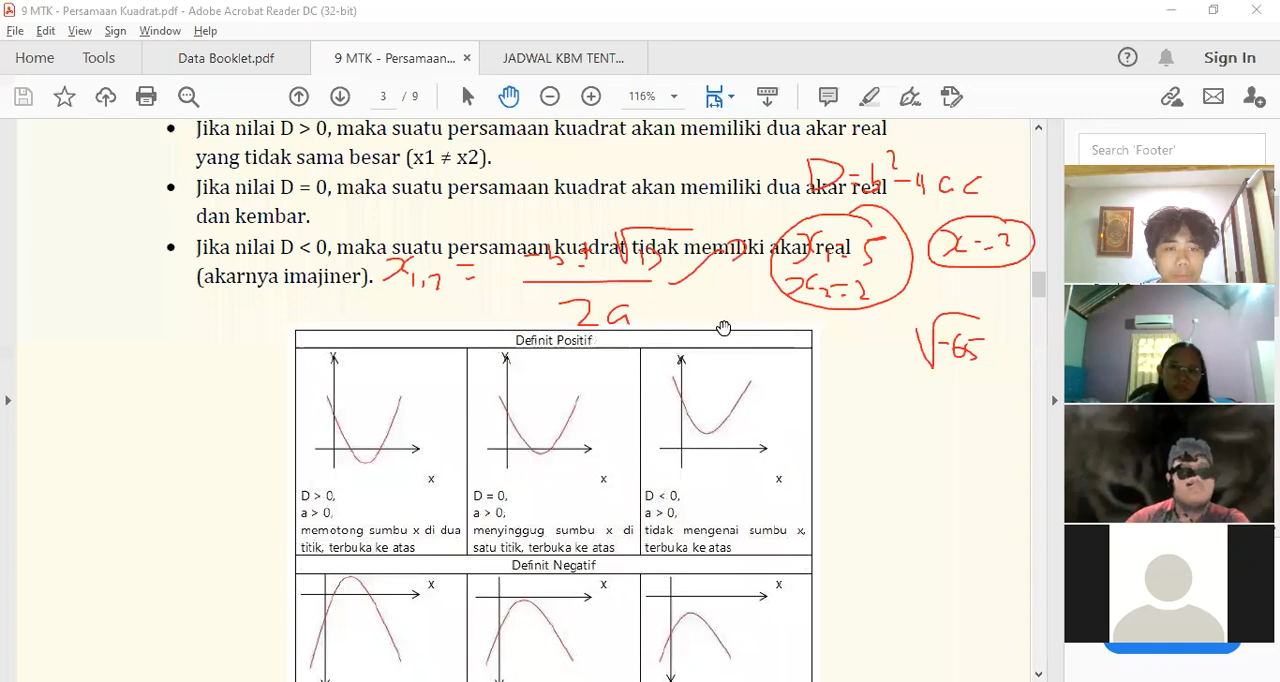 9 MTK - Persamaan Kuadrat.pdf - Adobe Acrobat Reader DC (32-bit)
File Edit View Sign Window Help
Home Tools Data Booklet.pdf 9 MTK - Persamaan... × JADWAL KBM TENT... Sign In
3 / 9 116%
Search 'Footer'
• Jika nilai D > 0, maka suatu persamaan kuadrat akan memiliki dua akar real
yang tidak sama besar (x1 ≠ x2).
D = b² - 4ac
• Jika nilai D = 0, maka suatu persamaan kuadrat akan memiliki dua akar real
dan kembar.
• Jika nilai D < 0, maka suatu persamaan kuadrat tidak memiliki akar real
(akarnya imajiner).
x₁,₂ =
2a
x₁ = 5
x₂ = 2
√-65
Definit Positif
Y Y Y
x x x
D > 0, D = 0, D < 0,
a > 0, a > 0, a > 0,
memotong sumbu x di dua titik, terbuka ke atas
menyinggug sumbu x di satu titik, terbuka ke atas
tidak mengenai sumbu x, terbuka ke atas
Definit Negatif
x x x